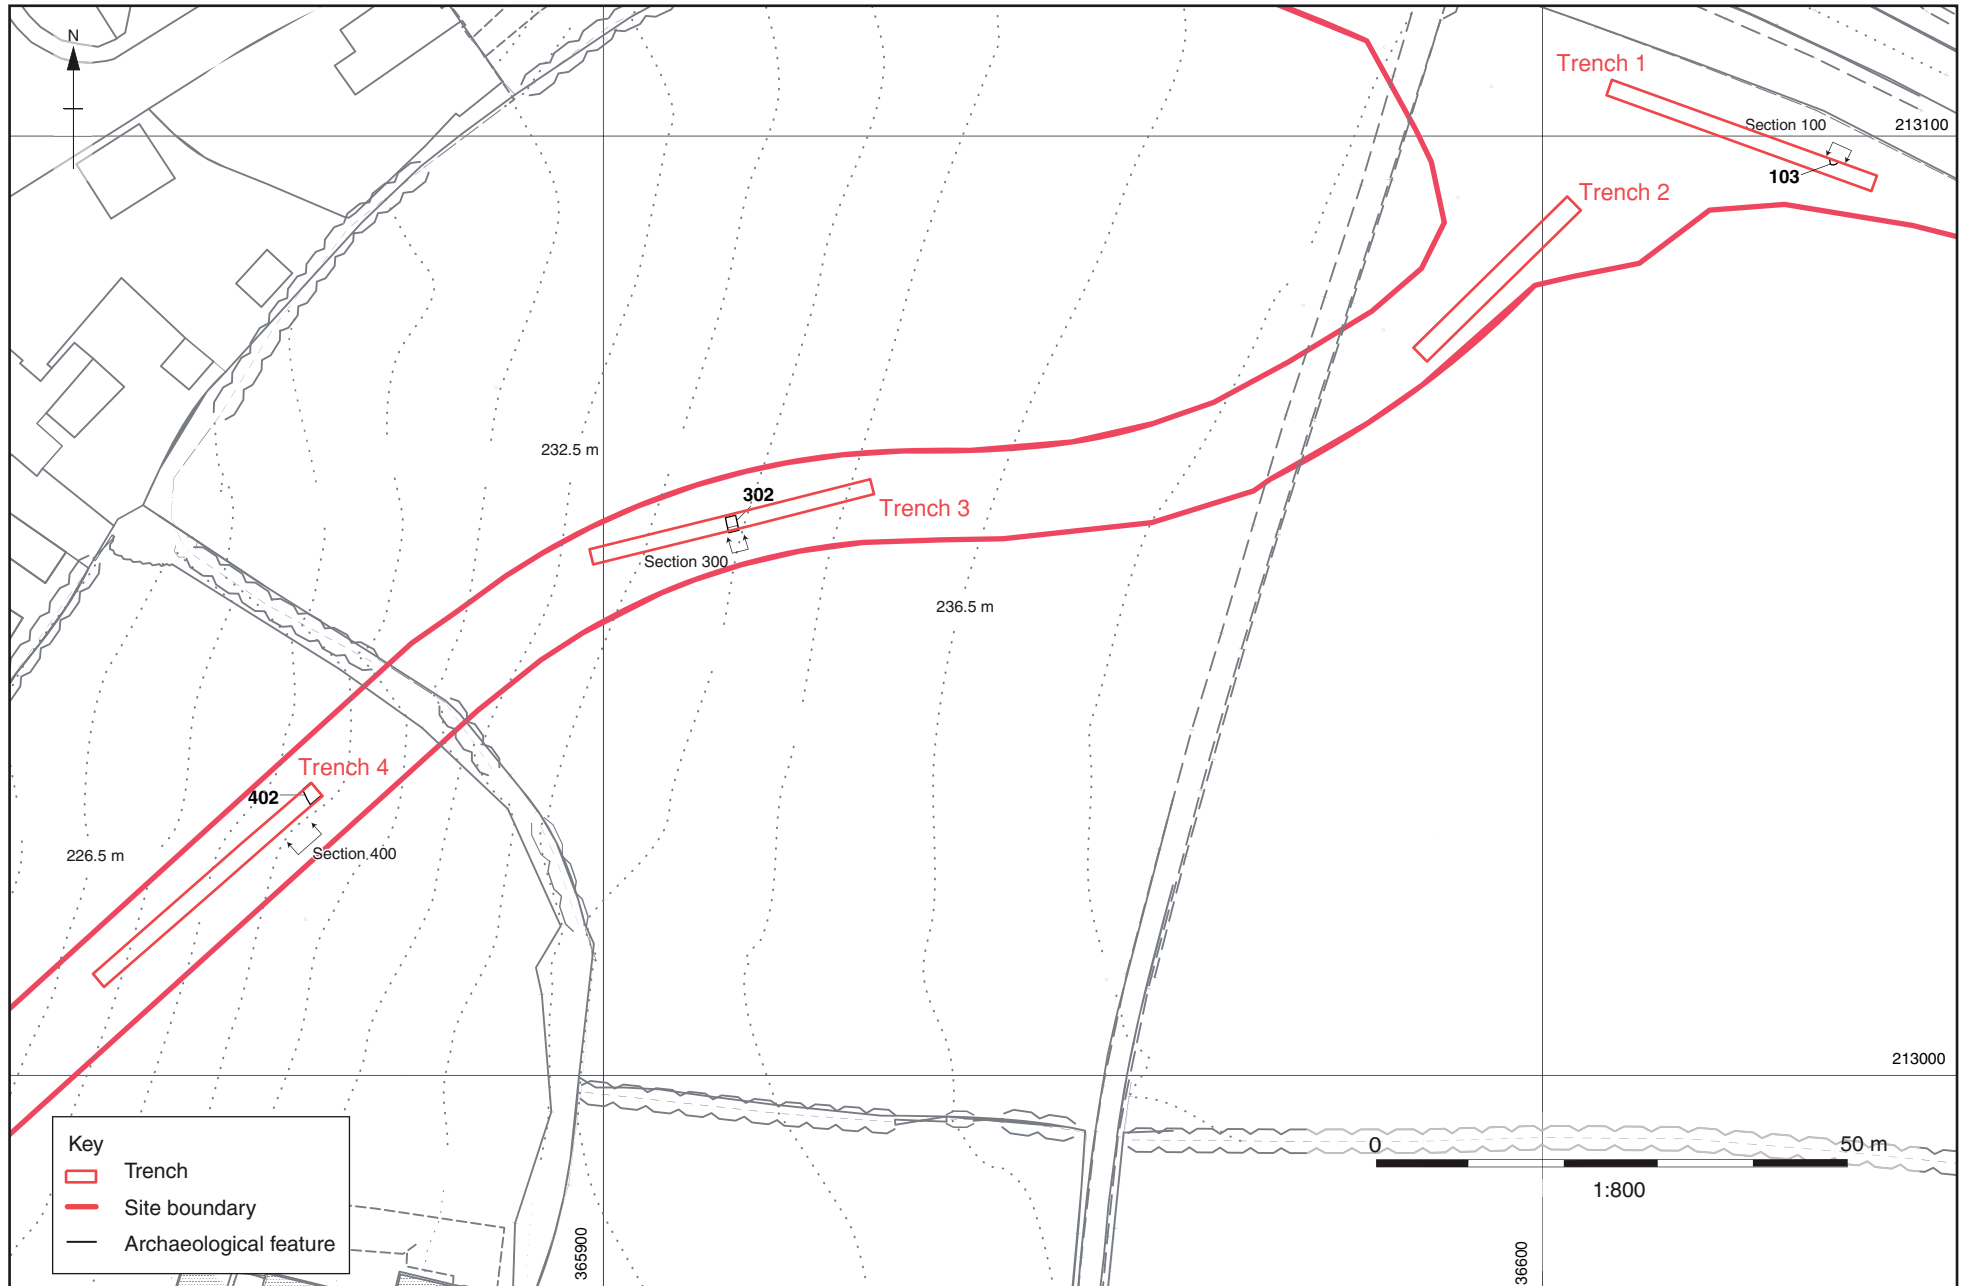 N
Trench 1
Section 100
213100
103
Trench 2
232.5 m
302
Trench 3
Section 300
236.5 m
Trench 4
402
226.5 m
Section 400
213000
Key
Trench
Site boundary
Archaeological feature
0
50 m
1:800
365900
36600